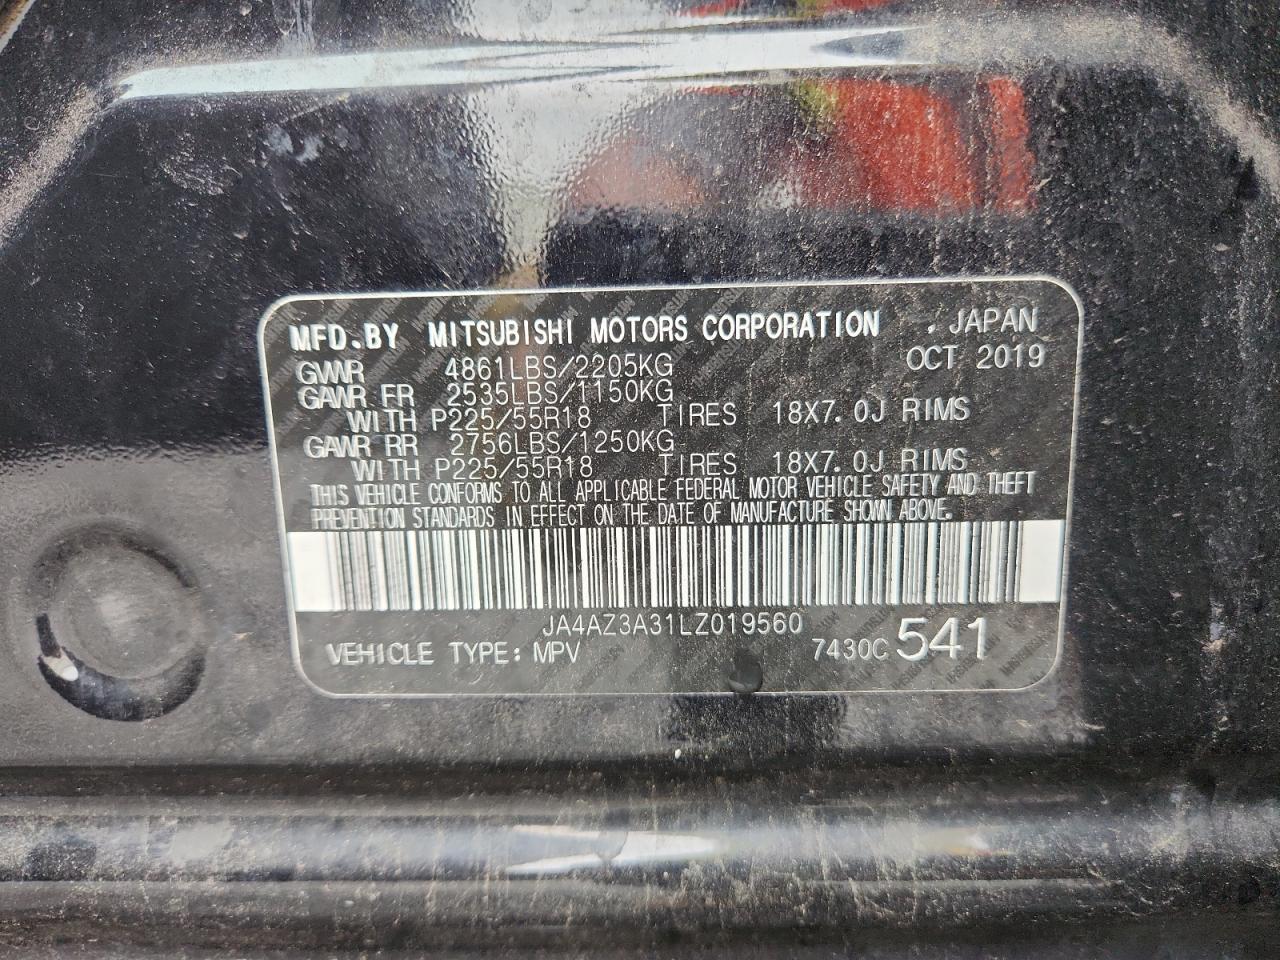 MFD.BY MITSUBISHI MOTORS CORPORATION . JAPAN
GVWR 4861LBS/2205KG OCT 2019
GAWR FR 2535LBS/1150KG
WITH P225/55R18 TIRES 18X7.0J RIMS
GAWR RR 2756LBS/1250KG
WITH P225/55R18 TIRES 18X7.0J RIMS
THIS VEHICLE CONFORMS TO ALL APPLICABLE FEDERAL MOTOR VEHICLE SAFETY AND THEFT
PREVENTION STANDARDS IN EFFECT ON THE DATE OF MANUFACTURE SHOWN ABOVE.
JA4AZ3A31LZ019560
VEHICLE TYPE: MPV 7430C 541